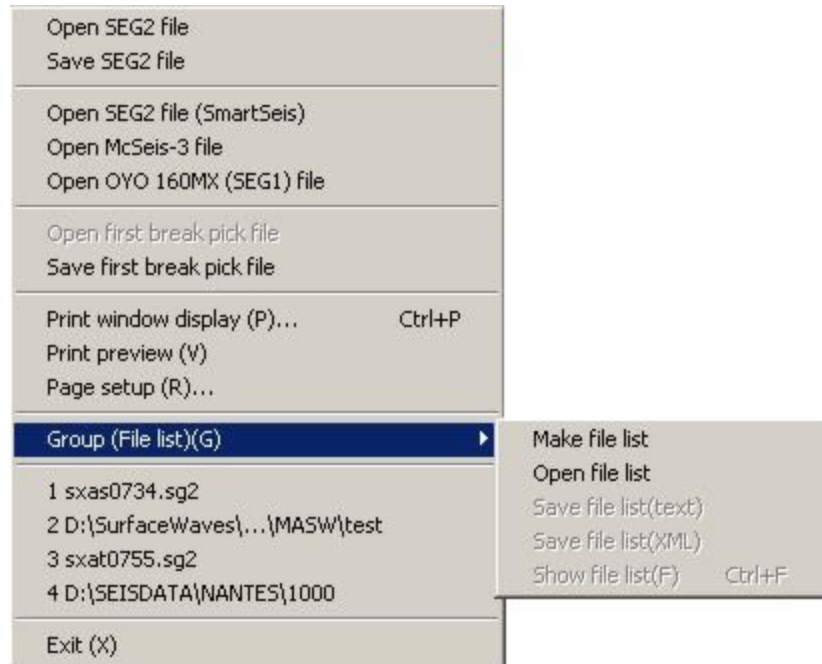 Open SEG2 file
Save SEG2 file
Open SEG2 file (SmartSeis)
Open McSeis-3 file
Open OYO 160MX (SEG1) file
Open first break pick file
Save first break pick file
Print window display (P)... Ctrl+P
Print preview (V)
Page setup (R)...
Group (File list)(G)
1 sxas0734.sg2
2 D:\SurfaceWaves\...\MASW\test
3 sxat0755.sg2
4 D:\SEISDATA\NANTES\1000
Exit (X)
Make file list
Open file list
Save file list(text)
Save file list(XML)
Show file list(F) Ctrl+F